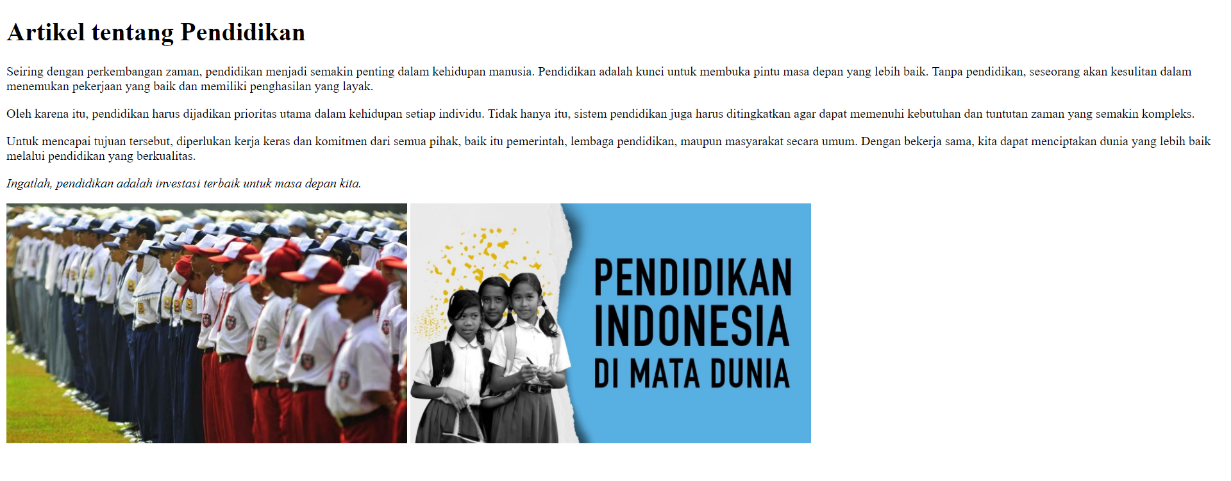 Artikel tentang Pendidikan
Seiring dengan perkembangan zaman, pendidikan menjadi semakin penting dalam kehidupan manusia. Pendidikan adalah kunci untuk membuka pintu masa depan yang lebih baik. Tanpa pendidikan, seseorang akan kesulitan dalam
menemukan pekerjaan yang baik dan memiliki penghasilan yang layak.
Oleh karena itu, pendidikan harus dijadikan prioritas utama dalam kehidupan setiap individu. Tidak hanya itu, sistem pendidikan juga harus ditingkatkan agar dapat memenuhi kebutuhan dan tuntutan zaman yang semakin kompleks.
Untuk mencapai tujuan tersebut, diperlukan kerja keras dan komitmen dari semua pihak, baik itu pemerintah, lembaga pendidikan, maupun masyarakat secara umum. Dengan bekerja sama, kita dapat menciptakan dunia yang lebih baik
melalui pendidikan yang berkualitas.
Ingatlah, pendidikan adalah investasi terbaik untuk masa depan kita.
PENDIDIKAN
INDONESIA
DI MATA DUNIA